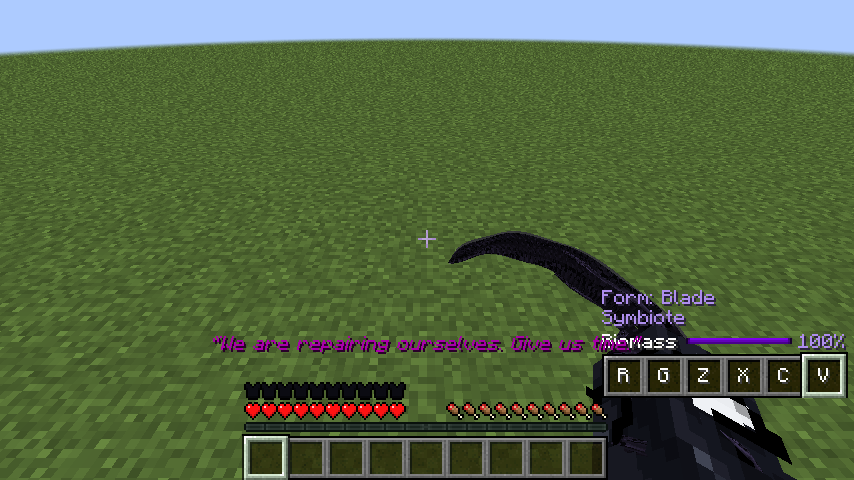 Form: Blade
Symbiote
Biomass 100%
"We are repairing ourselves. Give us time."
R G Z X C V